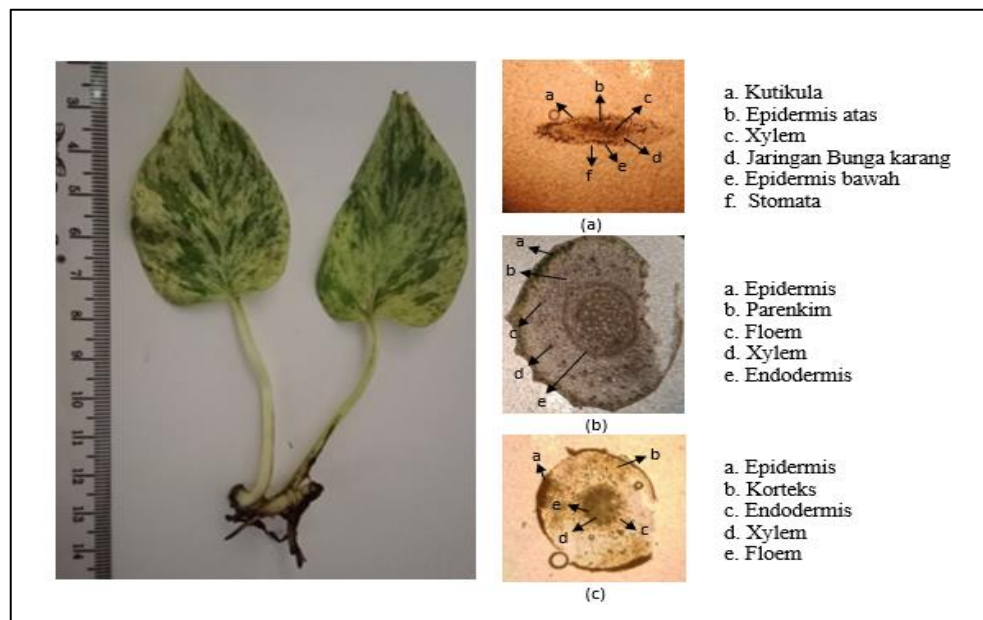 a
b
c
d
e
f
(a)
a. Kutikula
b. Epidermis atas
c. Xylem
d. Jaringan Bunga karang
e. Epidermis bawah
f. Stomata
a
b
c
d
e
(b)
a. Epidermis
b. Parenkim
c. Floem
d. Xylem
e. Endodermis
a
b
e
d
c
(c)
a. Epidermis
b. Korteks
c. Endodermis
d. Xylem
e. Floem